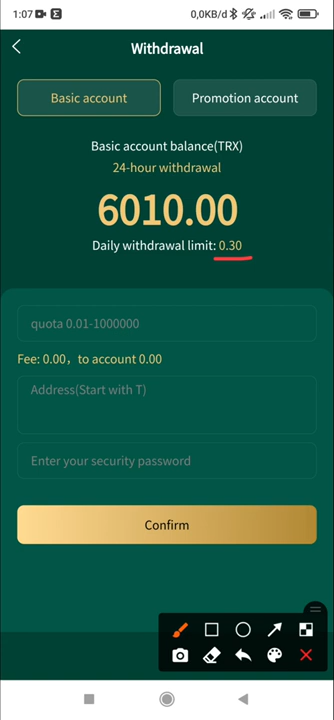 1:07
0,0KB/d
Withdrawal
Basic account
Promotion account
Basic account balance(TRX)
24-hour withdrawal
6010.00
Daily withdrawal limit: 0.30
quota 0.01-1000000
Fee: 0.00，to account 0.00
Address(Start with T)
Enter your security password
Confirm